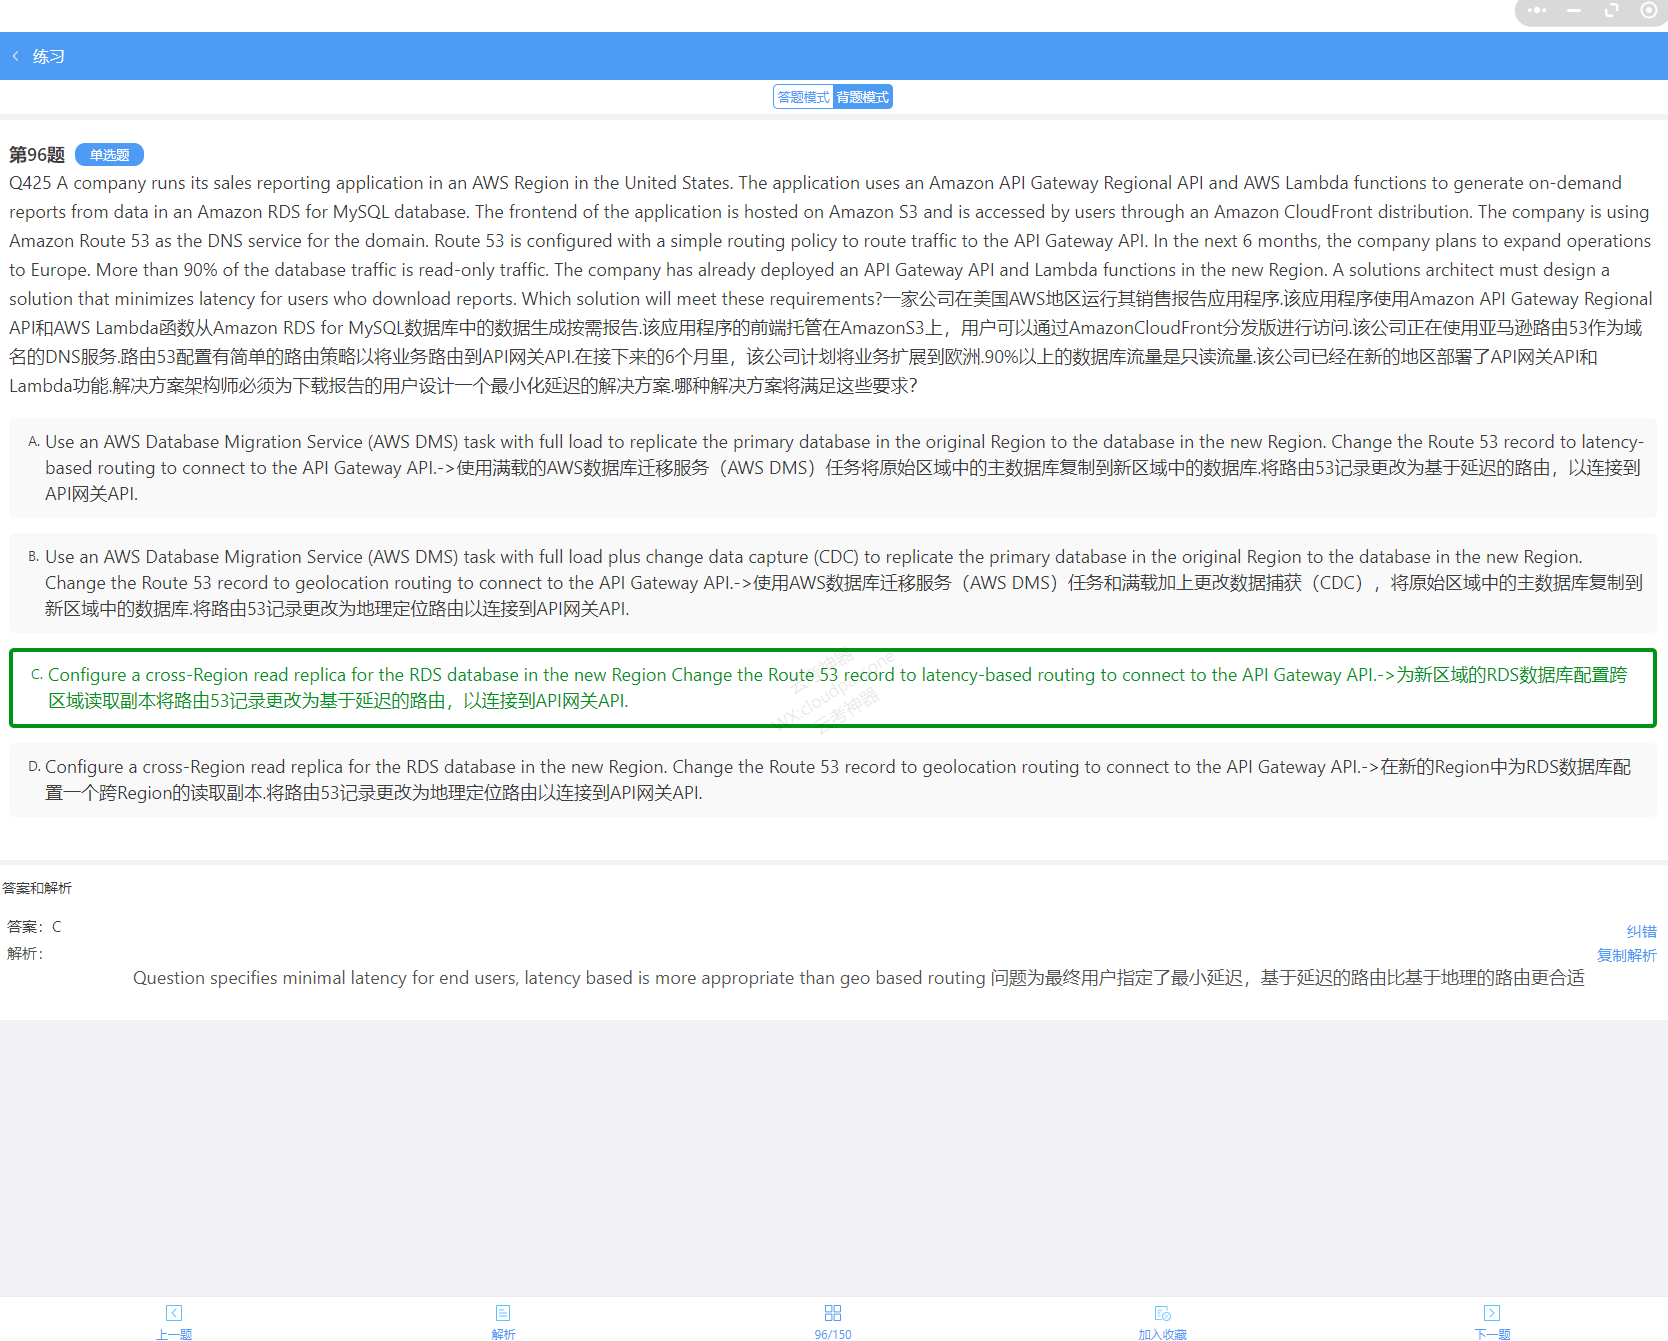 练习
答题模式 背题模式
第96题 单选题
Q425 A company runs its sales reporting application in an AWS Region in the United States. The application uses an Amazon API Gateway Regional API and AWS Lambda functions to generate on-demand
reports from data in an Amazon RDS for MySQL database. The frontend of the application is hosted on Amazon S3 and is accessed by users through an Amazon CloudFront distribution. The company is using
Amazon Route 53 as the DNS service for the domain. Route 53 is configured with a simple routing policy to route traffic to the API Gateway API. In the next 6 months, the company plans to expand operations
to Europe. More than 90% of the database traffic is read-only traffic. The company has already deployed an API Gateway API and Lambda functions in the new Region. A solutions architect must design a
solution that minimizes latency for users who download reports. Which solution will meet these requirements?一家公司在美国AWS地区运行其销售报告应用程序.该应用程序使用Amazon API Gateway Regional
API和AWS Lambda函数从Amazon RDS for MySQL数据库中的数据生成按需报告.该应用程序的前端托管在AmazonS3上，用户可以通过AmazonCloudFront分发版进行访问.该公司正在使用亚马逊路由53作为域
名的DNS服务.路由53配置有简单的路由策略以将业务路由到API网关API.在接下来的6个月里，该公司计划将业务扩展到欧洲.90%以上的数据库流量是只读流量.该公司已经在新的地区部署了API网关API和
Lambda功能.解决方案架构师必须为下载报告的用户设计一个最小化延迟的解决方案.哪种解决方案将满足这些要求?
A. Use an AWS Database Migration Service (AWS DMS) task with full load to replicate the primary database in the original Region to the database in the new Region. Change the Route 53 record to latency-
based routing to connect to the API Gateway API.->使用满载的AWS数据库迁移服务（AWS DMS）任务将原始区域中的主数据库复制到新区域中的数据库.将路由53记录更改为基于延迟的路由，以连接到
API网关API.
B. Use an AWS Database Migration Service (AWS DMS) task with full load plus change data capture (CDC) to replicate the primary database in the original Region to the database in the new Region.
Change the Route 53 record to geolocation routing to connect to the API Gateway API.->使用AWS数据库迁移服务（AWS DMS）任务和满载加上更改数据捕获（CDC），将原始区域中的主数据库复制到
新区域中的数据库.将路由53记录更改为地理定位路由以连接到API网关API.
C. Configure a cross-Region read replica for the RDS database in the new Region Change the Route 53 record to latency-based routing to connect to the API Gateway API.->为新区域的RDS数据库配置跨
区域读取副本将路由53记录更改为基于延迟的路由，以连接到API网关API.
D. Configure a cross-Region read replica for the RDS database in the new Region. Change the Route 53 record to geolocation routing to connect to the API Gateway API.->在新的Region中为RDS数据库配
置一个跨Region的读取副本.将路由53记录更改为地理定位路由以连接到API网关API.
云考神器
答案和解析
答案：C
纠错
解析：
复制解析
Question specifies minimal latency for end users, latency based is more appropriate than geo based routing 问题为最终用户指定了最小延迟，基于延迟的路由比基于地理的路由更合适
上一题 解析 96/150 加入收藏 下一题